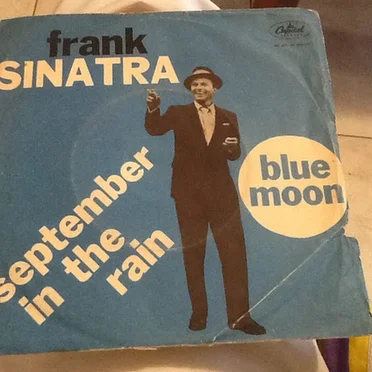 frank
SINATRA
Capitol
blue
moon
september
in the
rain